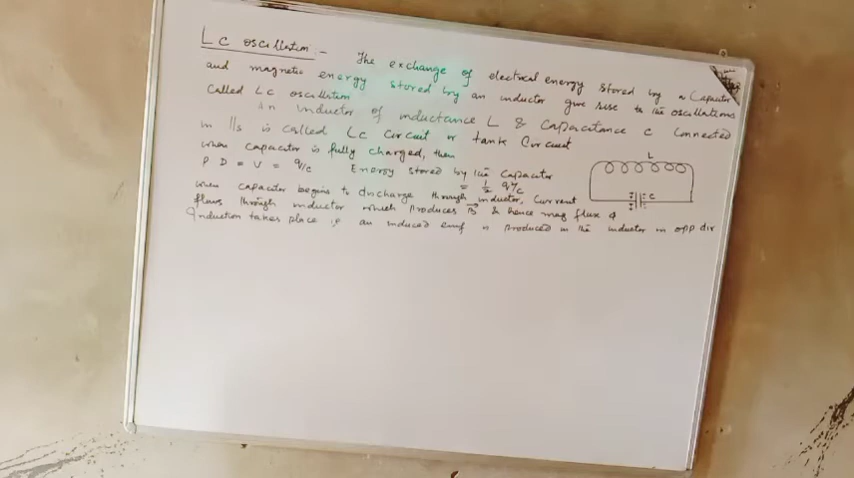 Lc oscillation :- The exchange of electrical energy stored by a Capacitor
and magnetic energy stored by an inductor give rise to the oscillations
Called Lc oscillation
An inductor of inductance L & Capacitance c connected
in ||s is called Lc Circuit or tank Circuit
when capacitor is fully charged, then
P D = V = q/c Energy stored by the Capacitor
= 1/2 q²/c
when capacitor begins to discharge through inductor, Current
flows through inductor which produces B & hence mag flux φ
Induction takes place & an induced emf is produced in the inductor in opp dir
L
C